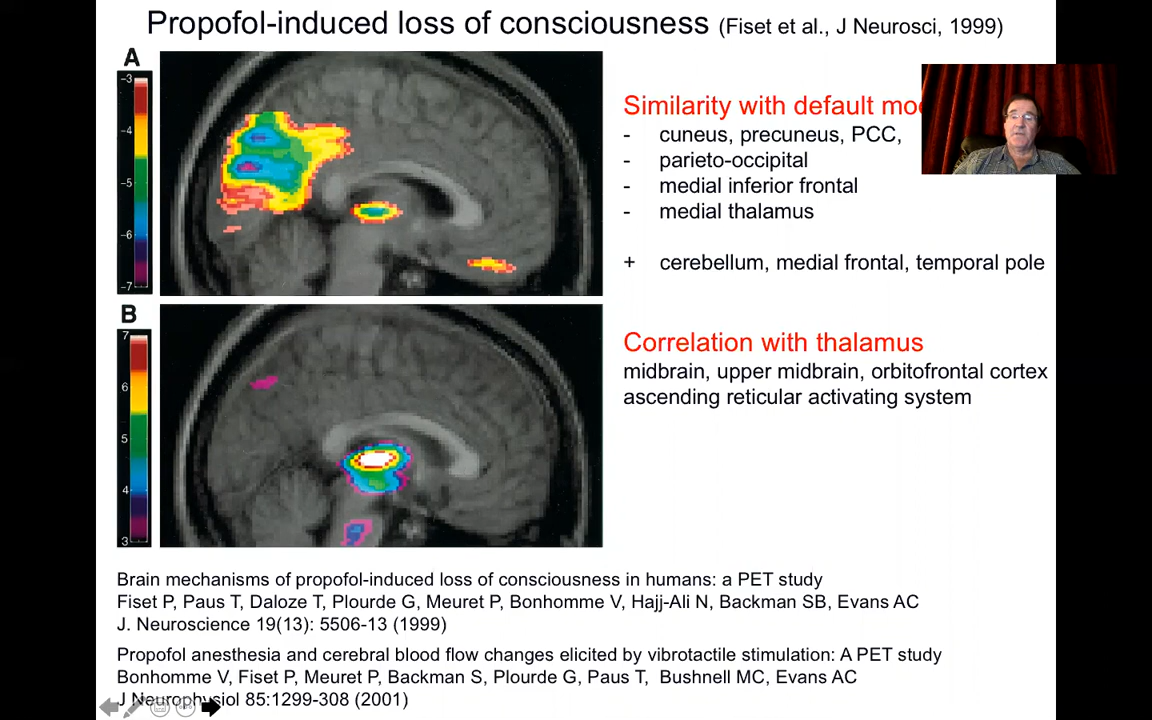 Propofol-induced loss of consciousness (Fiset et al., J Neurosci, 1999)
A
-3
-4
-5
-6
-7
Similarity with default mo
- cuneus, precuneus, PCC,
- parieto-occipital
- medial inferior frontal
- medial thalamus
+ cerebellum, medial frontal, temporal pole
B
7
6
5
4
3
Correlation with thalamus
midbrain, upper midbrain, orbitofrontal cortex
ascending reticular activating system
Brain mechanisms of propofol-induced loss of consciousness in humans: a PET study
Fiset P, Paus T, Daloze T, Plourde G, Meuret P, Bonhomme V, Hajj-Ali N, Backman SB, Evans AC
J. Neuroscience 19(13): 5506-13 (1999)
Propofol anesthesia and cerebral blood flow changes elicited by vibrotactile stimulation: A PET study
Bonhomme V, Fiset P, Meuret P, Backman S, Plourde G, Paus T, Bushnell MC, Evans AC
J Neurophysiol 85:1299-308 (2001)